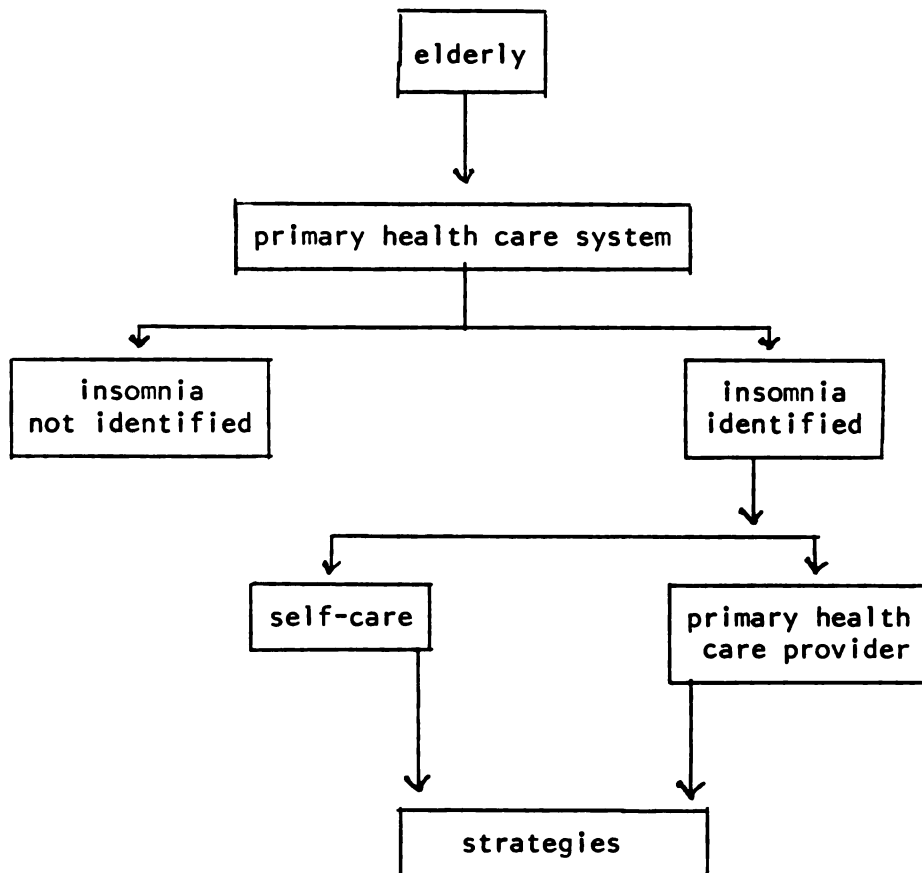 elderly
primary health care system
insomnia
not identified
insomnia
identified
self-care
primary health
care provider
strategies